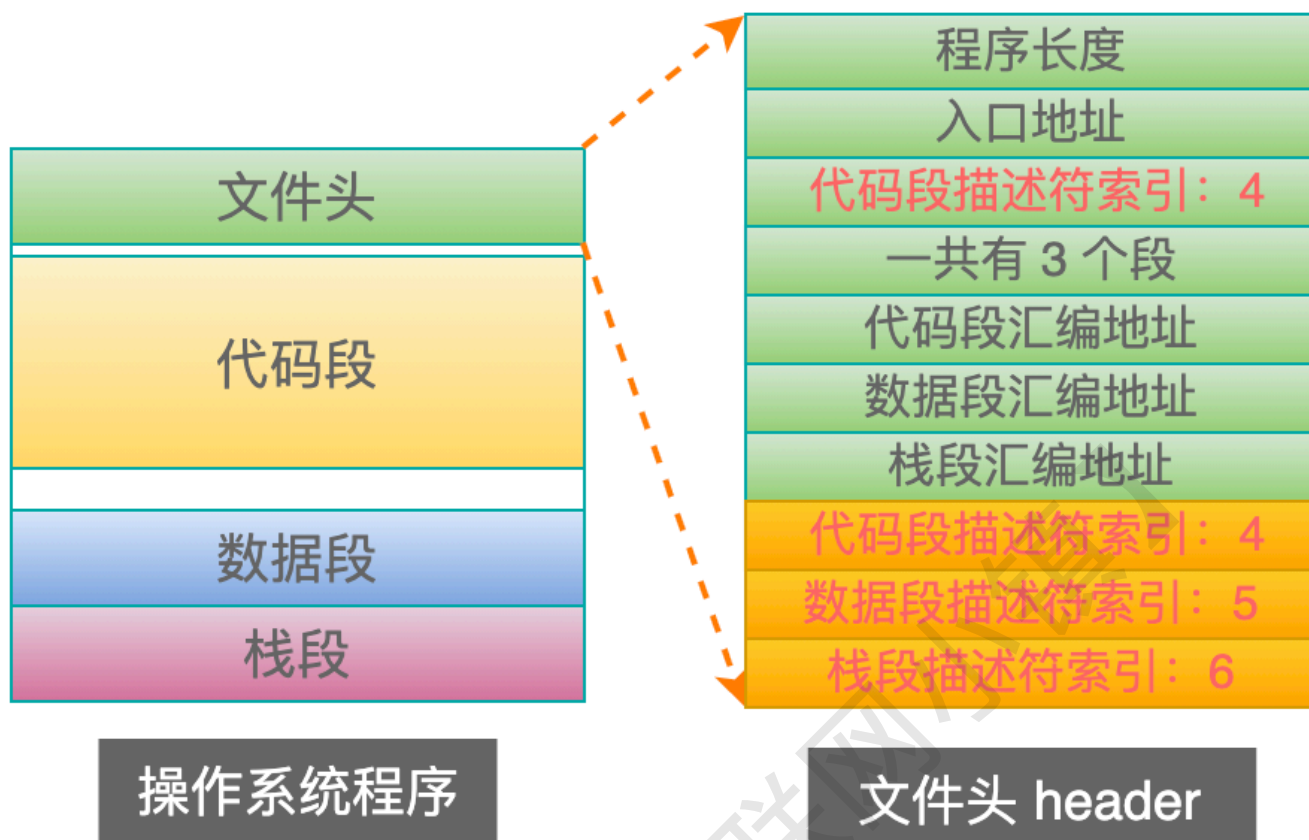 文件头
代码段
数据段
栈段
操作系统程序
程序长度
入口地址
代码段描述符索引：4
一共有 3 个段
代码段汇编地址
数据段汇编地址
栈段汇编地址
代码段描述符索引：4
数据段描述符索引：5
栈段描述符索引：6
文件头 header
联网小镇）